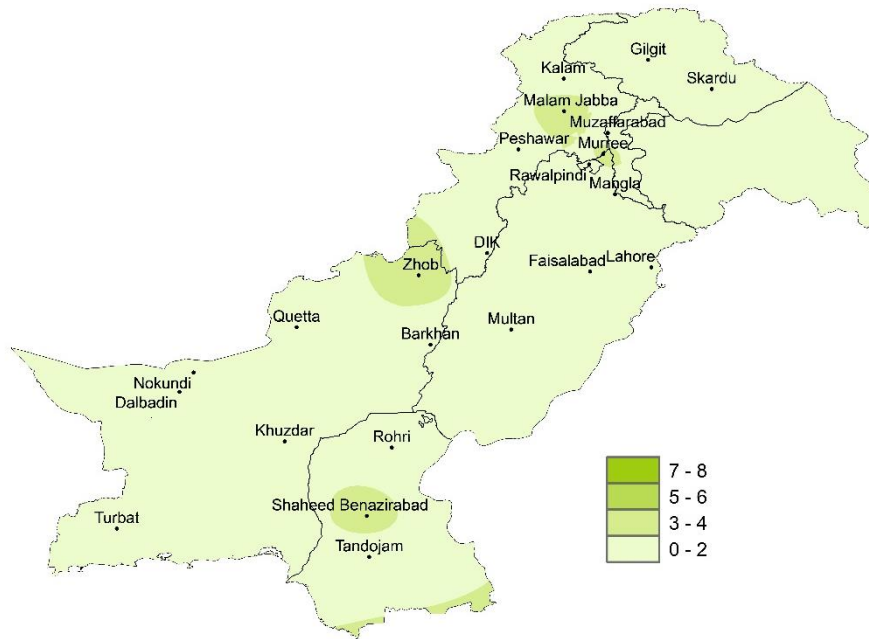 Gilgit
Kalam
Skardu
Malam Jabba
Muzaffarabad
Peshawar
Murree
Rawalpindi
Mangla
DIK
Zhob
Faisalabad
Lahore
Quetta
Multan
Barkhan
Nokundi
Dalbadin
Khuzdar
Rohri
7 - 8
5 - 6
3 - 4
0 - 2
Shaheed Benazirabad
Turbat
Tandojam